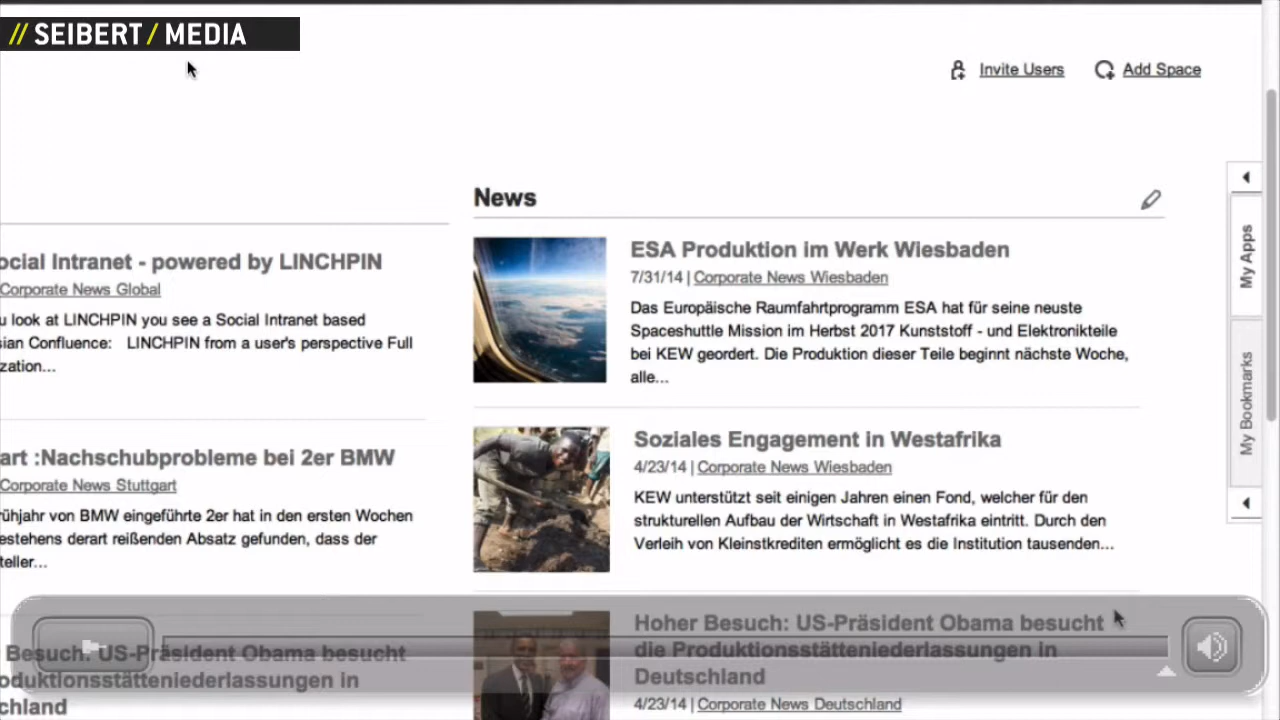 // SEIBERT / MEDIA
Invite Users
Add Space
ocial Intranet - powered by LINCHPIN
Corporate News Global
u look at LINCHPIN you see a Social Intranet based
sian Confluence: LINCHPIN from a user's perspective Full
zation...
art :Nachschubprobleme bei 2er BMW
Corporate News Stuttgart
rühjahr von BMW eingeführte 2er hat in den ersten Wochen
estehens derart reißenden Absatz gefunden, dass der
teller...
Besuch: US-Präsident Obama besucht
oduktionsstätteniederlassungen in
chland
News
ESA Produktion im Werk Wiesbaden
7/31/14 | Corporate News Wiesbaden
Das Europäische Raumfahrtprogramm ESA hat für seine neuste
Spaceshuttle Mission im Herbst 2017 Kunststoff - und Elektronikteile
bei KEW geordert. Die Produktion dieser Teile beginnt nächste Woche,
alle...
Soziales Engagement in Westafrika
4/23/14 | Corporate News Wiesbaden
KEW unterstützt seit einigen Jahren einen Fond, welcher für den
strukturellen Aufbau der Wirtschaft in Westafrika eintritt. Durch den
Verleih von Kleinstkrediten ermöglicht es die Institution tausenden...
Hoher Besuch: US-Präsident Obama besucht
die Produktionsstätteniederlassungen in
Deutschland
4/23/14 | Corporate News Deutschland
My Apps
My Bookmarks